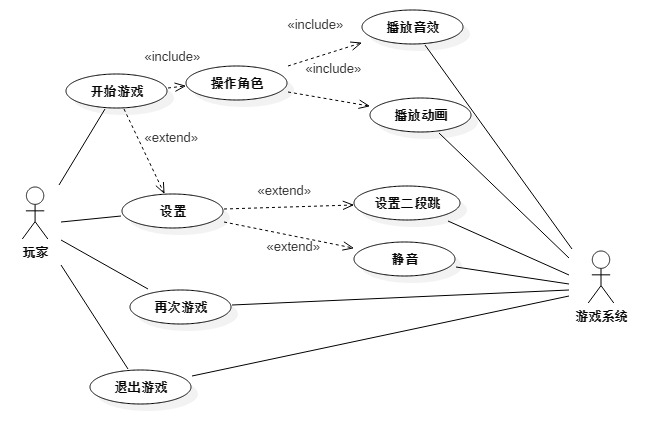 «include»
播放音效
«include»
开始游戏
操作角色
«include»
播放动画
«extend»
设置
«extend»
设置二段跳
«extend»
静音
玩家
再次游戏
游戏系统
退出游戏